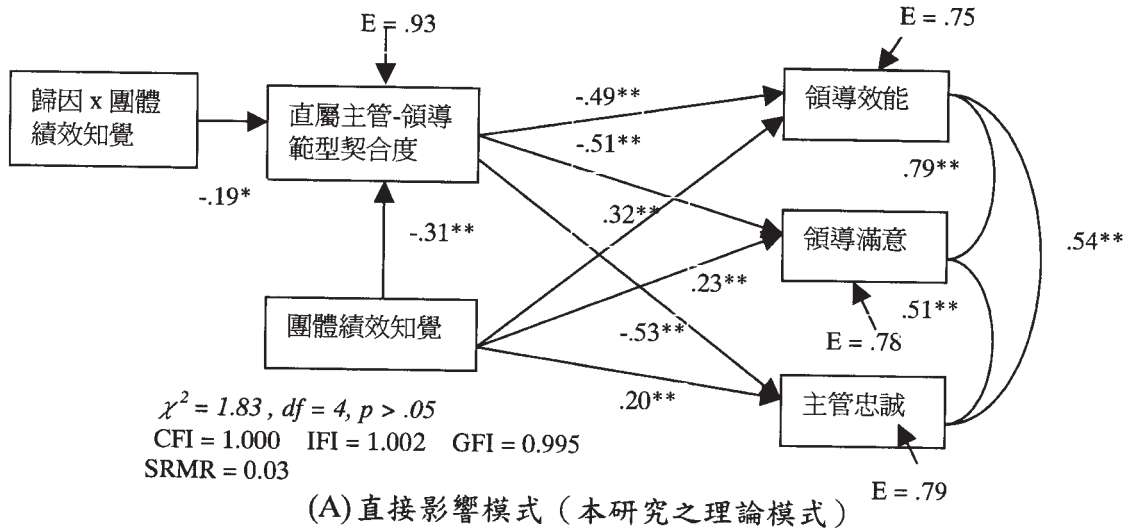 E = .93
E = .75
歸因 x 團體
績效知覺
直屬主管-領導
範型契合度
領導效能
-.49**
-.51**
.79**
-.19*
.32**
-.31**
領導滿意
.54**
.23**
.51**
團體績效知覺
-.53**
E = .78
.20**
主管忠誠
χ² = 1.83 , df = 4, p > .05
CFI = 1.000 IFI = 1.002 GFI = 0.995
SRMR = 0.03
E = .79
(A) 直接影響模式（本研究之理論模式）